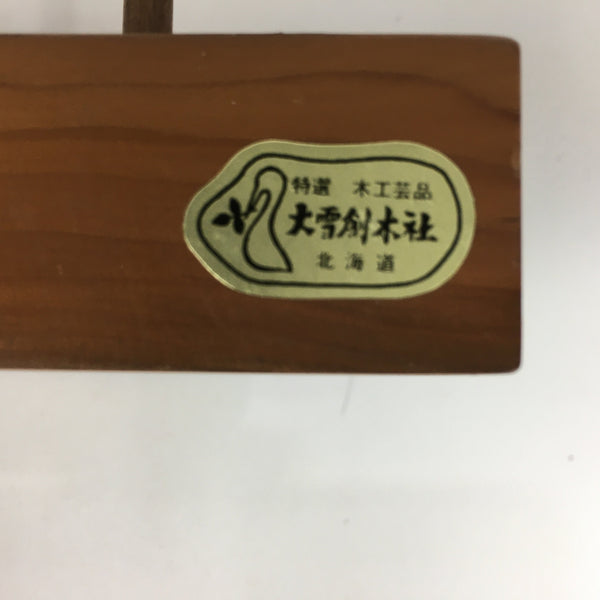 特選 木工芸品
大雪創木社
北海道